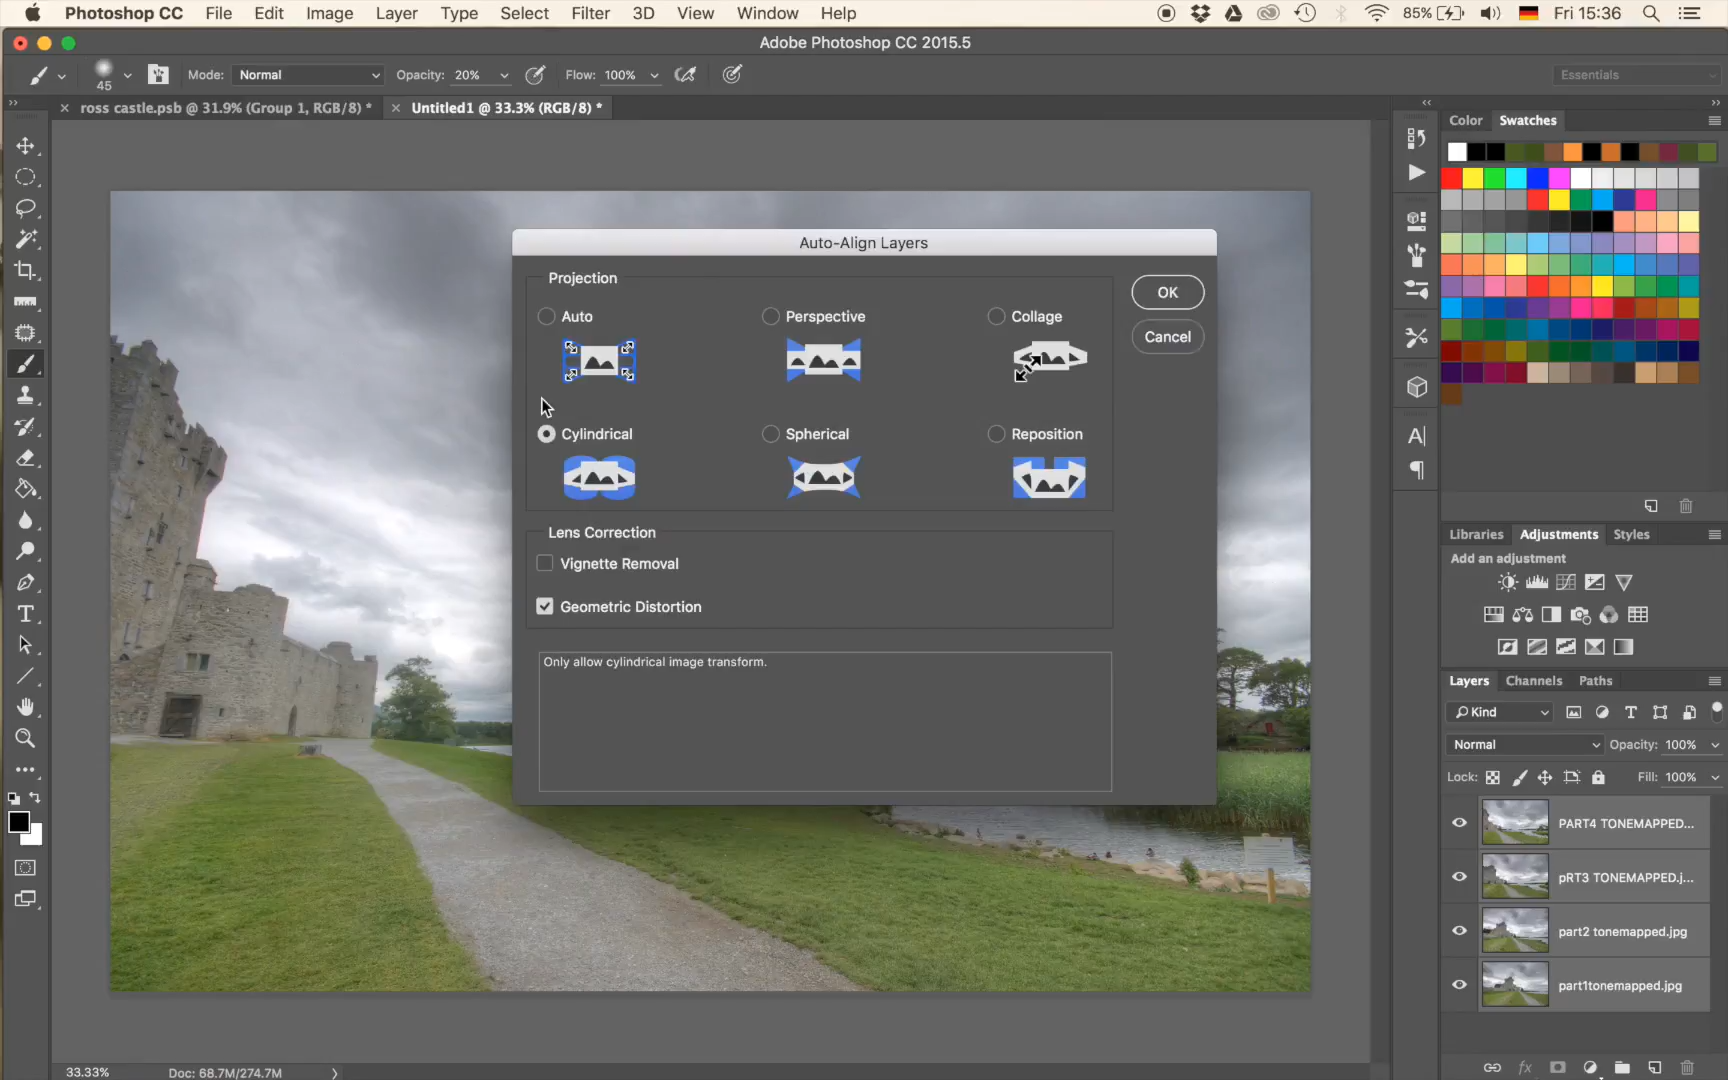 Photoshop CC File Edit Image Layer Type Select Filter 3D View Window Help 85% Fri 15:36
Adobe Photoshop CC 2015.5
45 Mode: Normal Opacity: 20% Flow: 100% Essentials
ross castle.psb @ 31.9% (Group 1, RGB/8) * Untitled1 @ 33.3% (RGB/8) *
Color Swatches
Auto-Align Layers
Projection
OK
Auto Perspective Collage
Cancel
Cylindrical Spherical Reposition
Lens Correction
Vignette Removal
Geometric Distortion
Only allow cylindrical image transform.
Libraries Adjustments Styles
Add an adjustment
Layers Channels Paths
Kind
Normal Opacity: 100%
Lock: Fill: 100%
PART4 TONEMAPPED...
pRT3 TONEMAPPED.j...
part2 tonemapped.jpg
part1tonemapped.jpg
33.33% Doc: 68.7M/274.7M